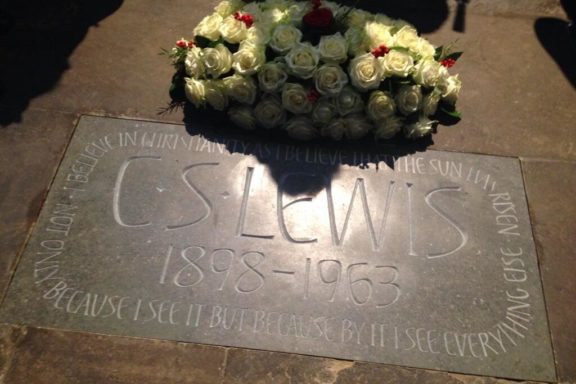 I BELIEVE IN CHRISTIANITY AS I BELIEVE THAT THE SUN HAS RISEN
· NOT ONLY
BECAUSE I SEE IT BUT BECAUSE BY IT I SEE EVERYTHING ELSE ·
C·S·LEWIS
1898–1963